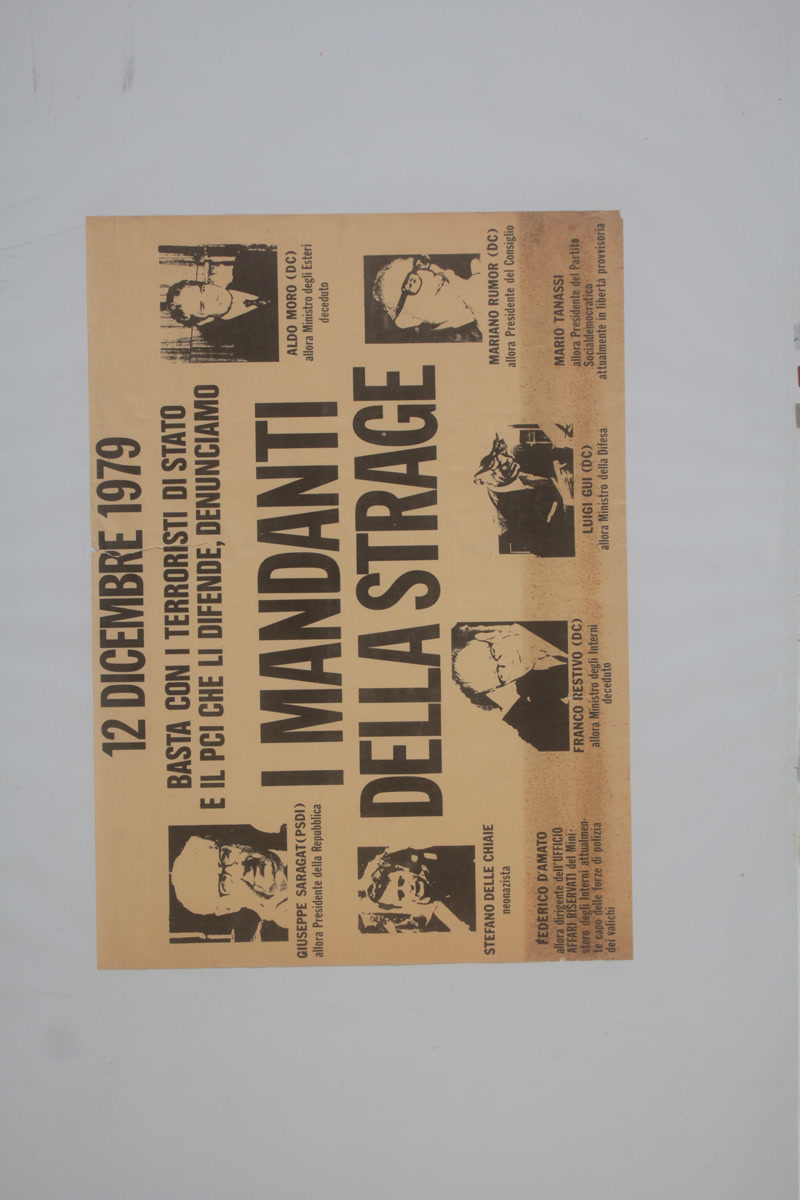 12 DICEMBRE 1979
BASTA CON I TERRORISTI DI STATO
E IL PCI CHE LI DIFENDE, DENUNCIAMO
I MANDANTI
DELLA STRAGE
GIUSEPPE SARAGAT (PSDI)
allora Presidente della Repubblica
ALDO MORO (DC)
allora Ministro degli Esteri
deceduto
STEFANO DELLE CHIAIE
neonazista
MARIANO RUMOR (DC)
allora Presidente del Consiglio
FEDERICO D'AMATO
allora dirigente dell'UFFICIO
AFFARI RISERVATI del Mini-
stero degli Interni attualmen-
te capo delle forze di polizia
dei valichi
FRANCO RESTIVO (DC)
allora Ministro degli Interni
deceduto
LUIGI GUI (DC)
allora Ministro della Difesa
MARIO TANASSI
allora Presidente del Partito
Socialdemocratico
attualmente in libertà provvisoria